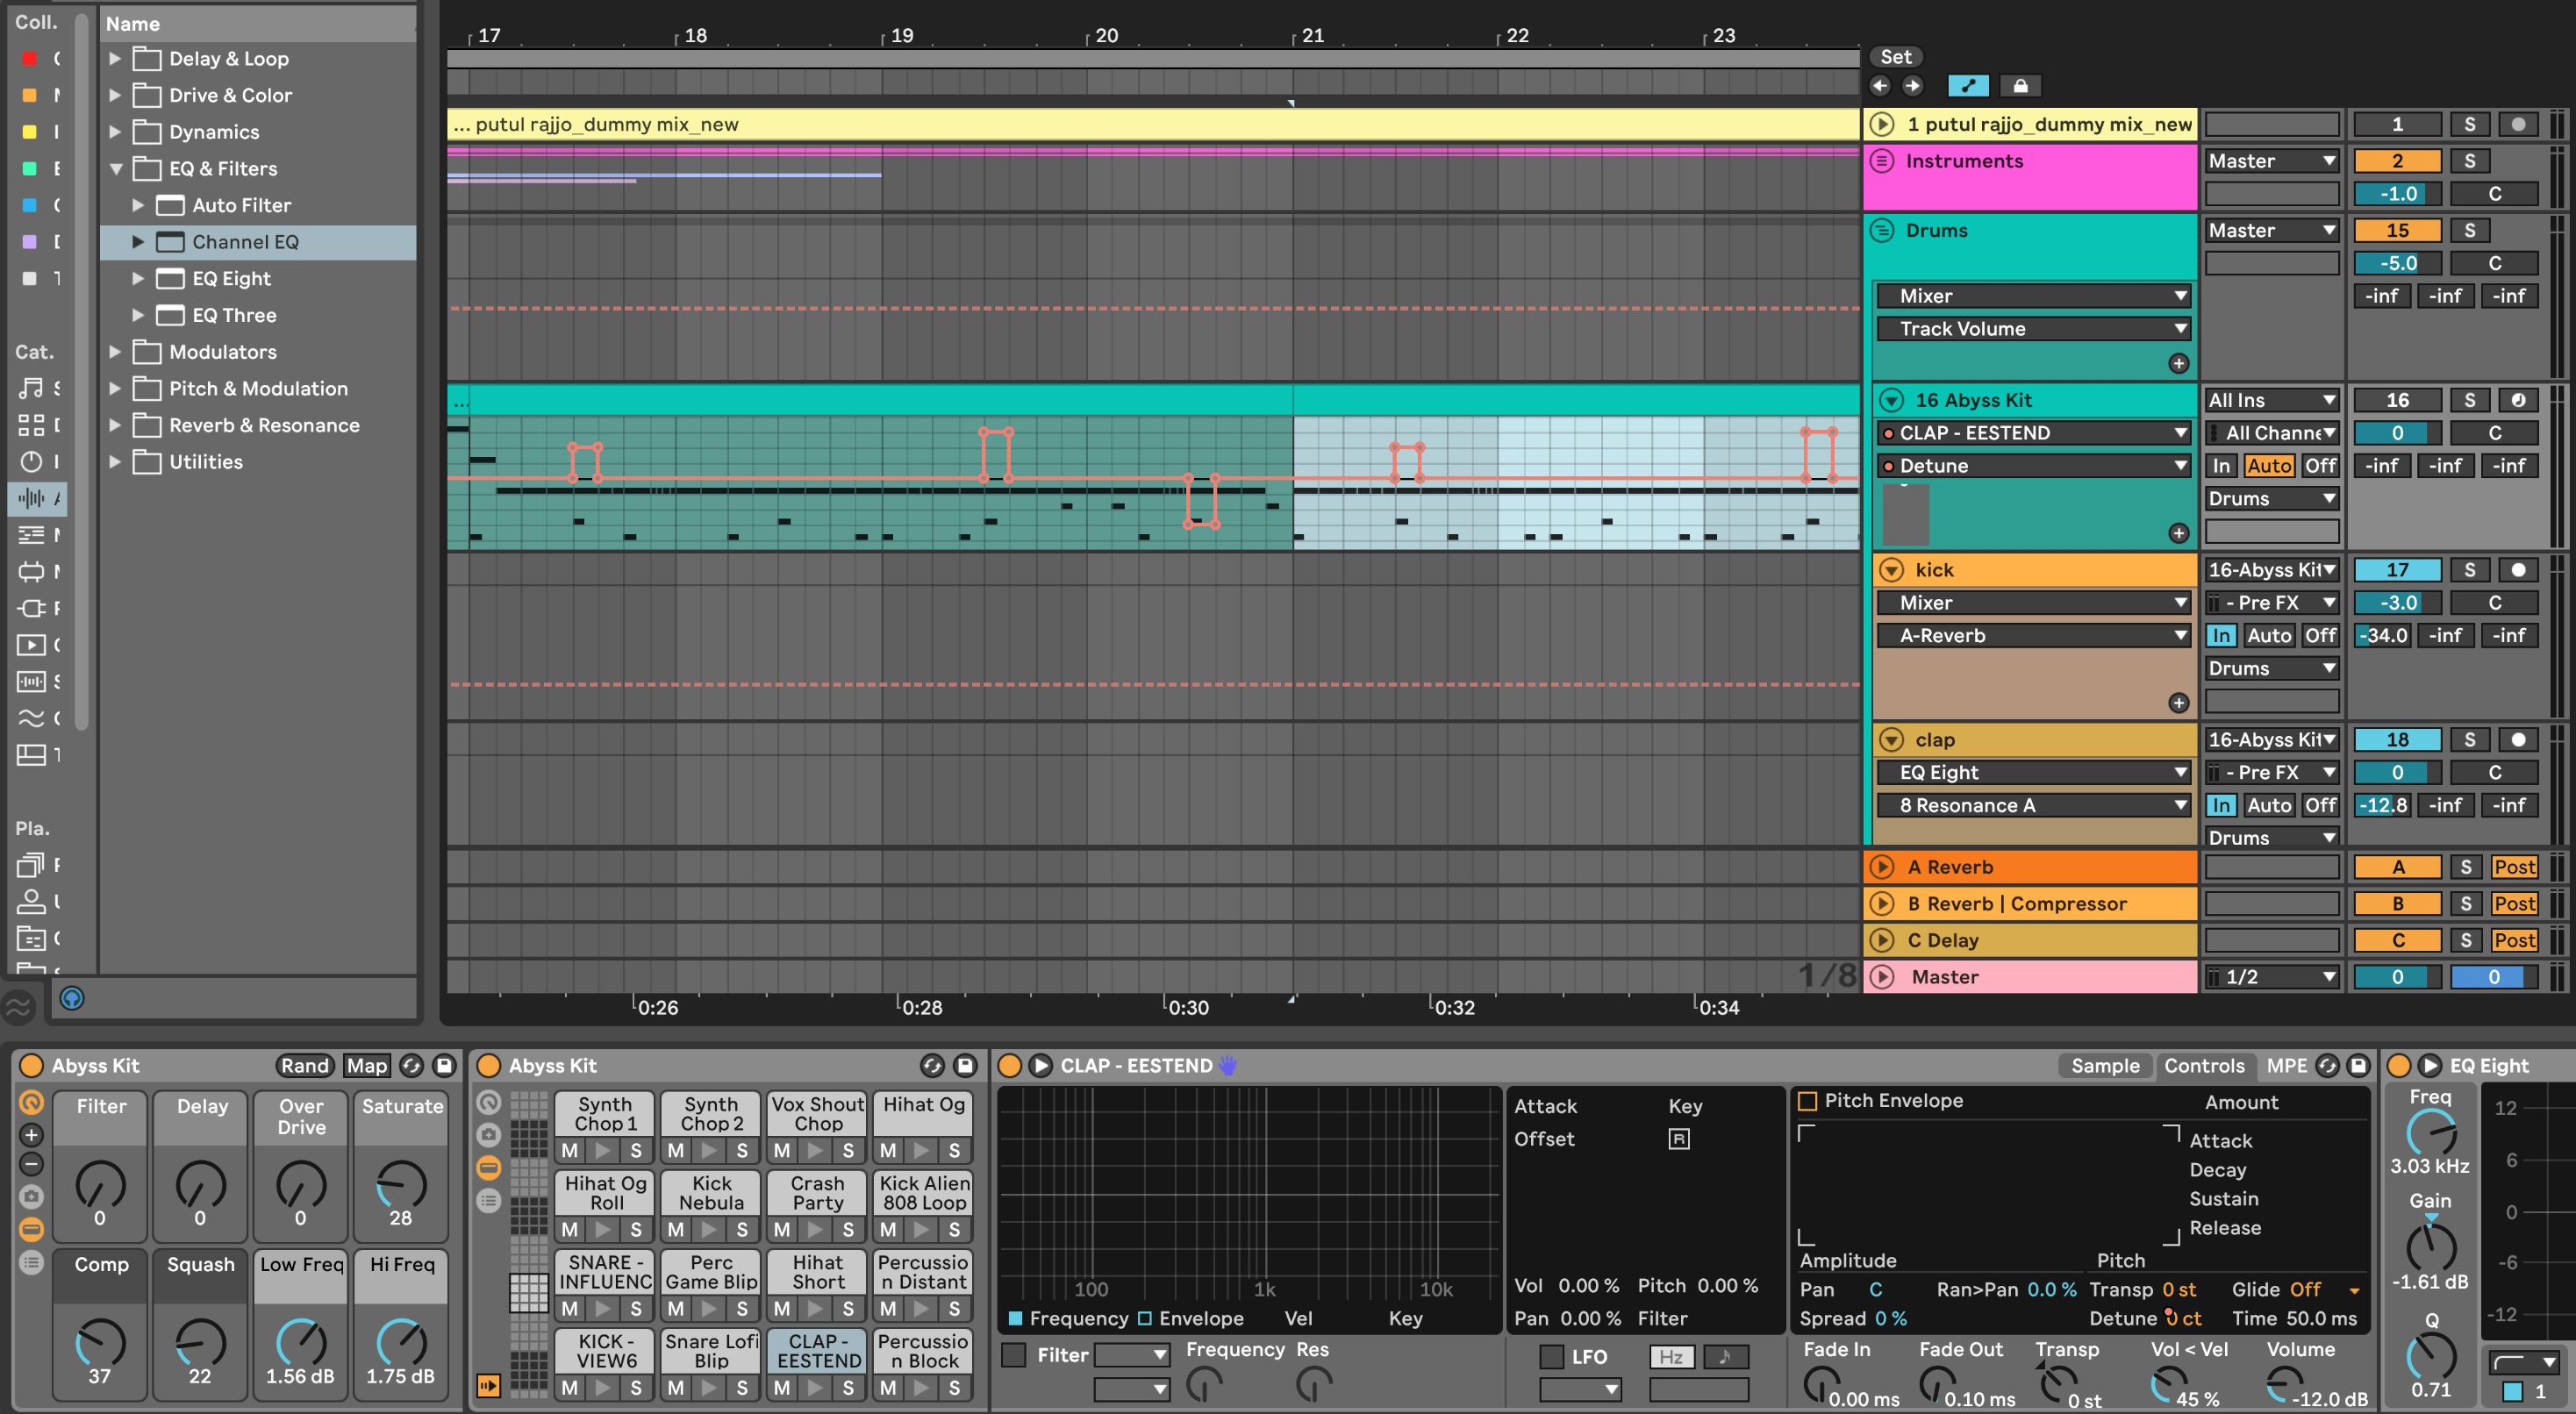 Coll.
Name
Delay & Loop
Drive & Color
Dynamics
EQ & Filters
Auto Filter
Channel EQ
EQ Eight
EQ Three
Modulators
Pitch & Modulation
Reverb & Resonance
Utilities
Cat.
Pla.
17 18 19 20 21 22 23
Set
... putul rajjo_dummy mix_new
1 putul rajjo_dummy mix_new 1 S
Instruments Master 2 S
-1.0 C
Drums Master 15 S
-5.0 C
Mixer -inf -inf -inf
Track Volume
...
16 Abyss Kit All Ins 16 S
CLAP - EESTEND All Channe 0 C
Detune In Auto Off -inf -inf -inf
Drums
kick 16-Abyss Kit 17 S
Mixer - Pre FX -3.0 C
A-Reverb In Auto Off -34.0 -inf -inf
Drums
clap 16-Abyss Kit 18 S
EQ Eight - Pre FX 0 C
8 Resonance A In Auto Off -12.8 -inf -inf
Drums
A Reverb A S Post
B Reverb | Compressor B S Post
C Delay C S Post
1/8
Master 1/2 0 0
0:26 0:28 0:30 0:32 0:34
Abyss Kit Rand Map
Filter Delay Over Drive Saturate
0 0 0 28
Comp Squash Low Freq Hi Freq
37 22 1.56 dB 1.75 dB
Abyss Kit
Synth Chop 1 Synth Chop 2 Vox Shout Chop Hihat Og
M S M S M S M S
Hihat Og Roll Kick Nebula Crash Party Kick Alien 808 Loop
M S M S M S M S
SNARE - INFLUENC Perc Game Blip Hihat Short Percussio n Distant
M S M S M S M S
KICK - VIEW6 Snare Lofi Blip CLAP - EESTEND Percussio n Block
M S M S M S M S
CLAP - EESTEND Sample Controls MPE
100 1k 10k
Frequency Envelope Vel Key
Filter Frequency Res
Attack Key
Offset R
Vol 0.00 % Pitch 0.00 %
Pan 0.00 % Filter
LFO Hz
Pitch Envelope Amount
Attack
Decay
Sustain
Release
Amplitude Pitch
Pan C Ran>Pan 0.0 % Transp 0 st Glide Off
Spread 0 % Detune 0 ct Time 50.0 ms
Fade In Fade Out Transp Vol < Vel Volume
0.00 ms 0.10 ms 0 st 45 % -12.0 dB
EQ Eight
Freq
3.03 kHz
Gain
-1.61 dB
Q
0.71
12
6
0
-6
-12
1